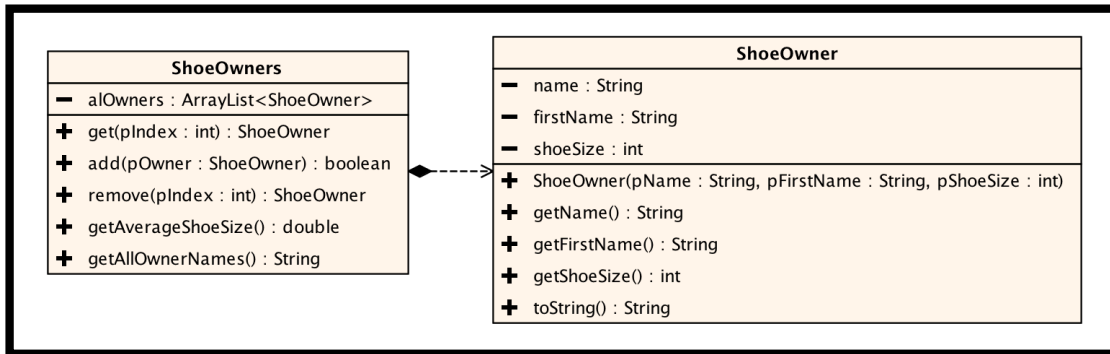 ShoeOwners
- alOwners : ArrayList<ShoeOwner>
+ get(pIndex : int) : ShoeOwner
+ add(pOwner : ShoeOwner) : boolean
+ remove(pIndex : int) : ShoeOwner
+ getAverageShoeSize() : double
+ getAllOwnerNames() : String
ShoeOwner
- name : String
- firstName : String
- shoeSize : int
+ ShoeOwner(pName : String, pFirstName : String, pShoeSize : int)
+ getName() : String
+ getFirstName() : String
+ getShoeSize() : int
+ toString() : String